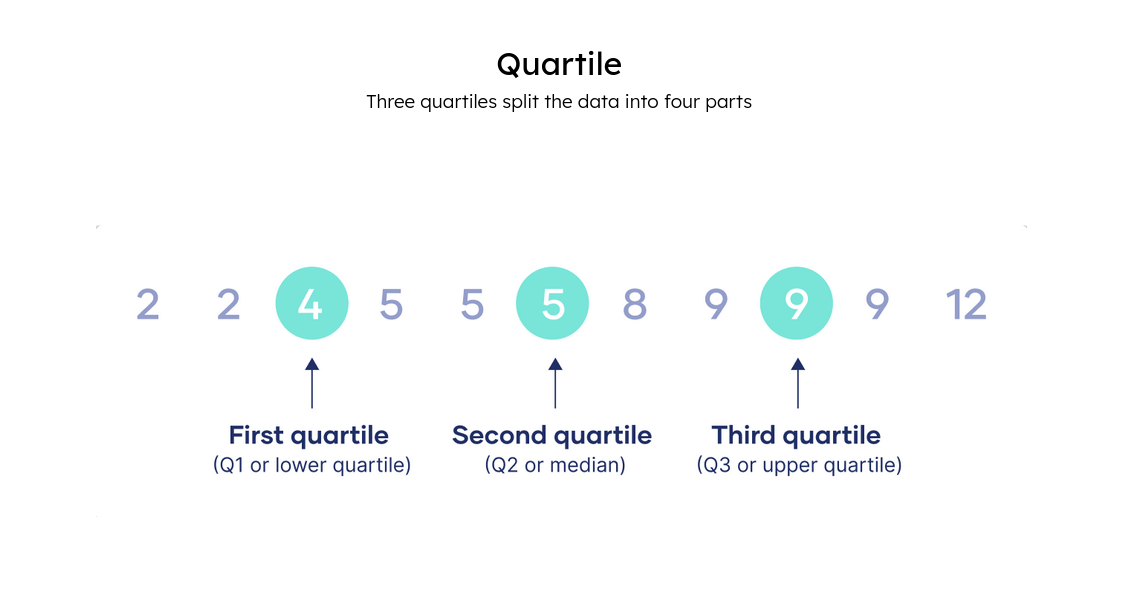 Quartile
Three quartiles split the data into four parts
2 2 4 5 5 5 8 9 9 9 12
First quartile Second quartile Third quartile
(Q1 or lower quartile) (Q2 or median) (Q3 or upper quartile)